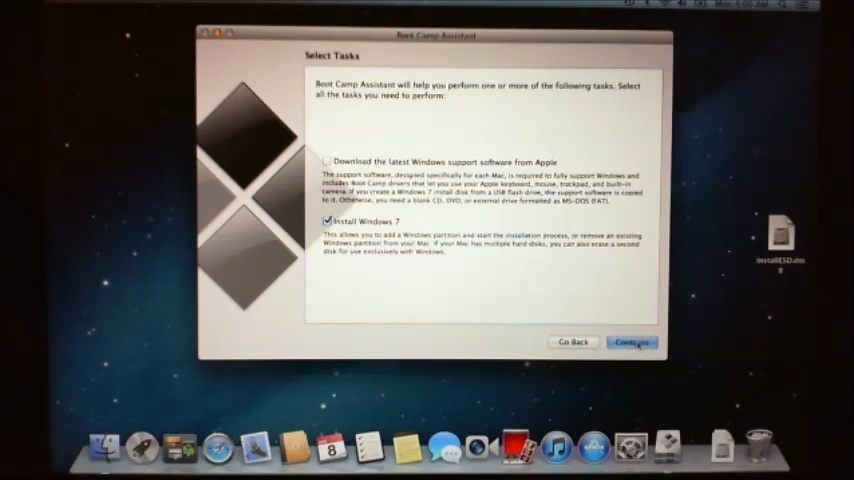 Mon 4:00 AM
Boot Camp Assistant
Select Tasks
Boot Camp Assistant will help you perform one or more of the following tasks. Select
all the tasks you need to perform:
Download the latest Windows support software from Apple
The support software, designed specifically for each Mac, is required to fully support Windows and
includes Boot Camp drivers that let you use your Apple keyboard, mouse, trackpad, and built-in
camera. If you create a Windows 7 install disk from a USB flash drive, the support software is copied
to it. Otherwise, you need a blank CD, DVD, or external drive formatted as MS-DOS (FAT).
Install Windows 7
This allows you to add a Windows partition and start the installation process, or remove an existing
Windows partition from your Mac. If your Mac has multiple hard disks, you can also erase a second
disk for use exclusively with Windows.
InstallESD.dm
g
Go Back
Continue
8